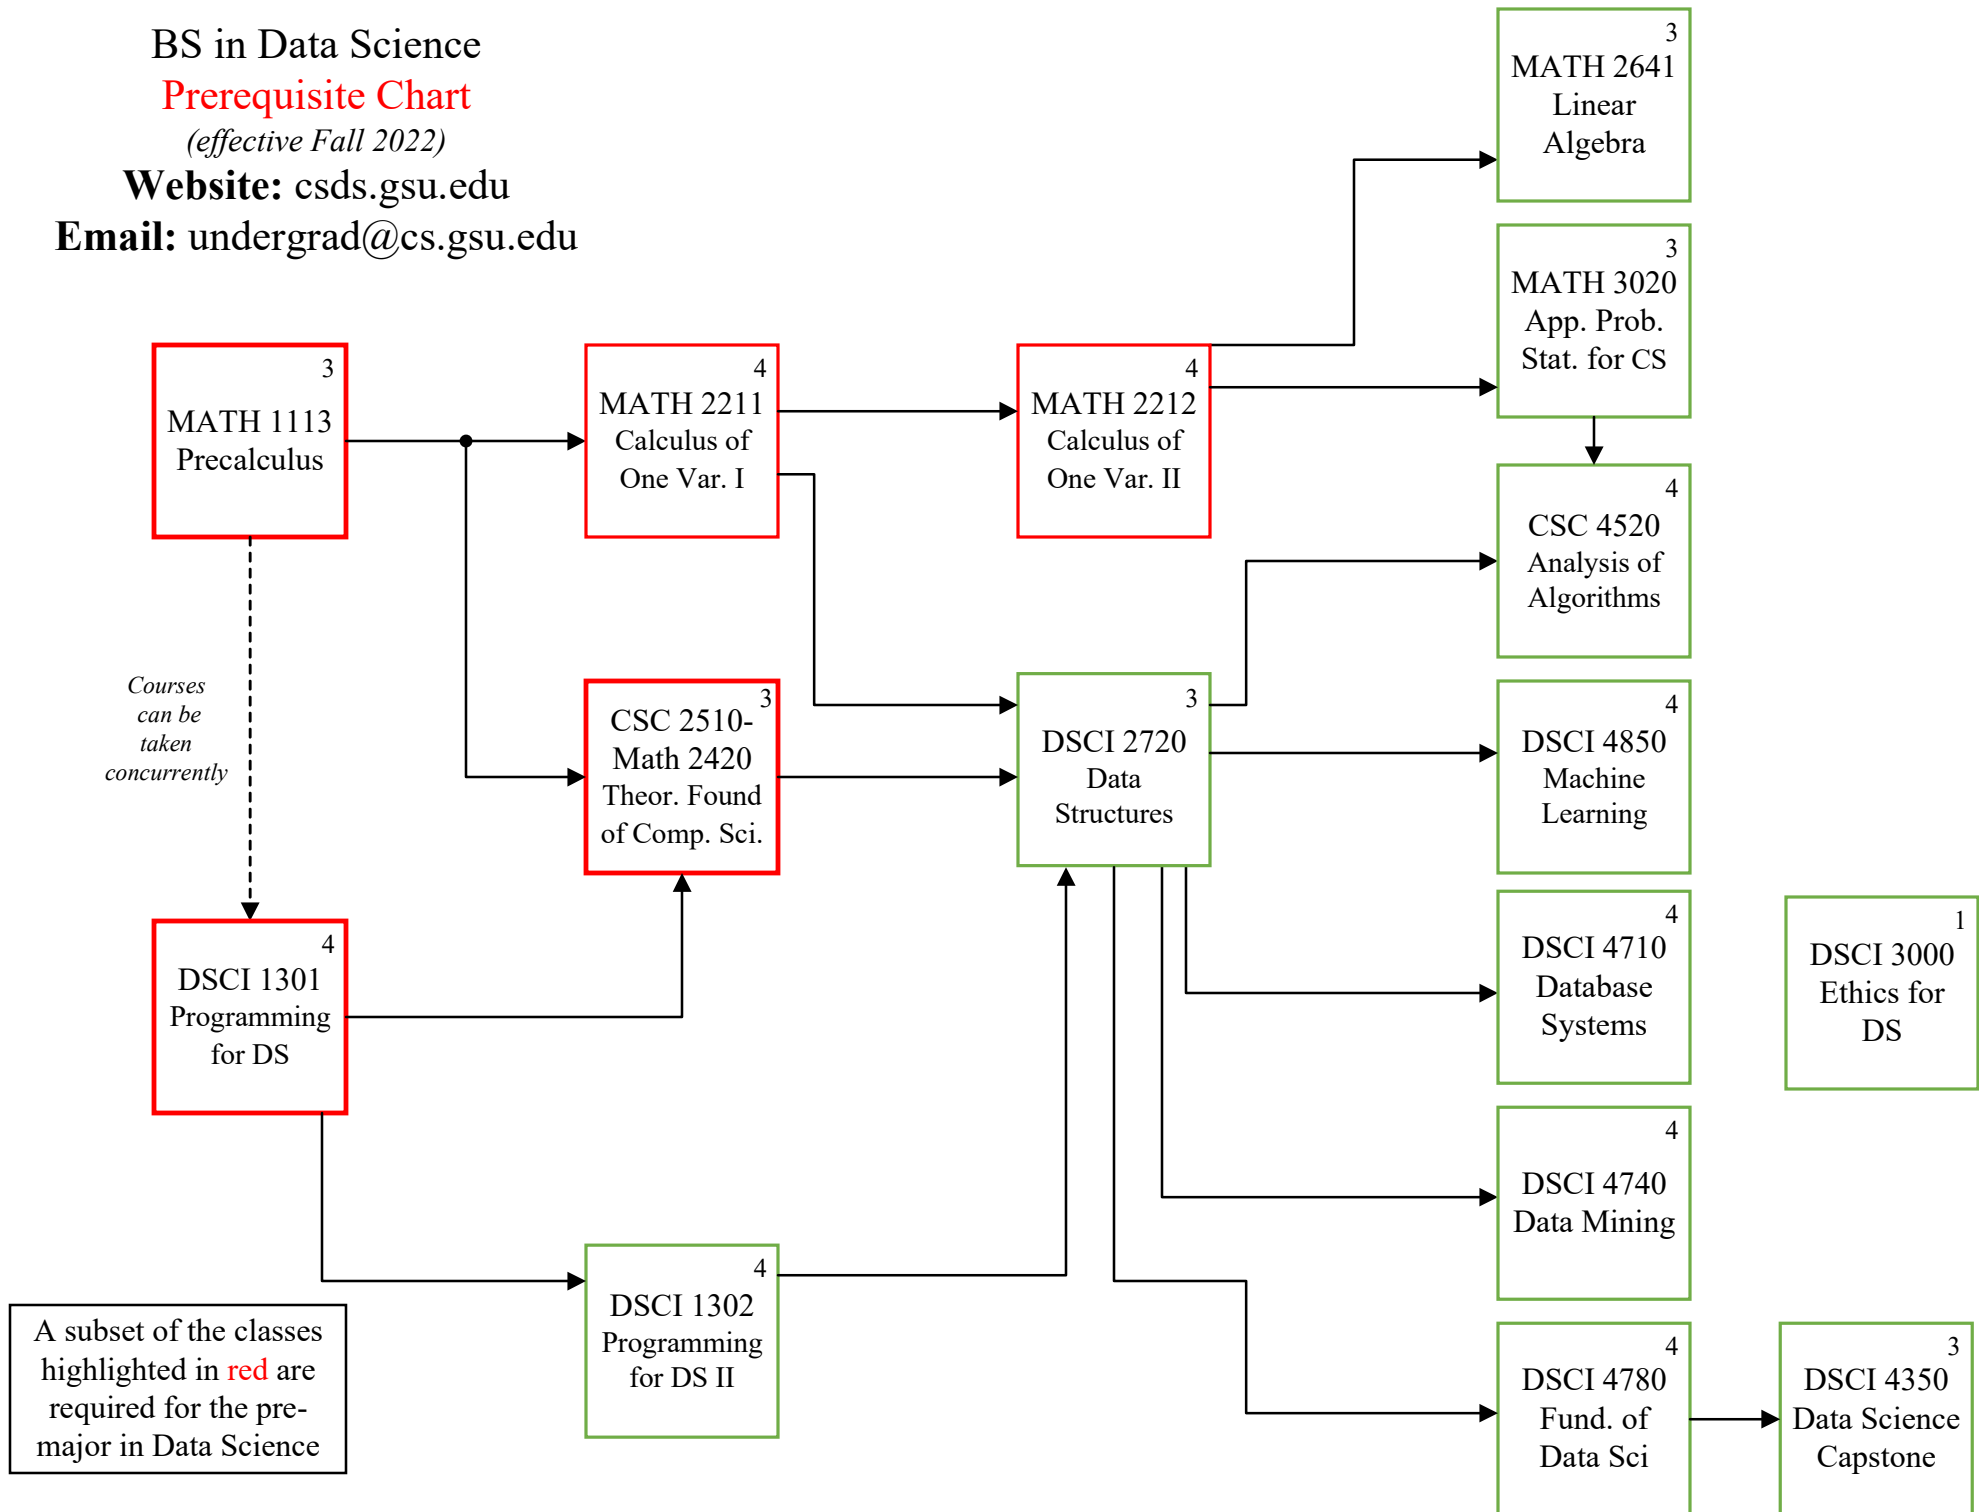 BS in Data Science
Prerequisite Chart
(effective Fall 2022)
Website: csds.gsu.edu
Email: undergrad@cs.gsu.edu
3
MATH 2641
Linear
Algebra
3
MATH 3020
App. Prob.
Stat. for CS
3
MATH 1113
Precalculus
4
MATH 2211
Calculus of
One Var. I
4
MATH 2212
Calculus of
One Var. II
4
CSC 4520
Analysis of
Algorithms
Courses
can be
taken
concurrently
3
CSC 2510-
Math 2420
Theor. Found
of Comp. Sci.
3
DSCI 2720
Data
Structures
4
DSCI 4850
Machine
Learning
4
DSCI 1301
Programming
for DS
4
DSCI 4710
Database
Systems
1
DSCI 3000
Ethics for
DS
4
DSCI 4740
Data Mining
4
DSCI 1302
Programming
for DS II
A subset of the classes
highlighted in red are
required for the pre-
major in Data Science
4
DSCI 4780
Fund. of
Data Sci
3
DSCI 4350
Data Science
Capstone